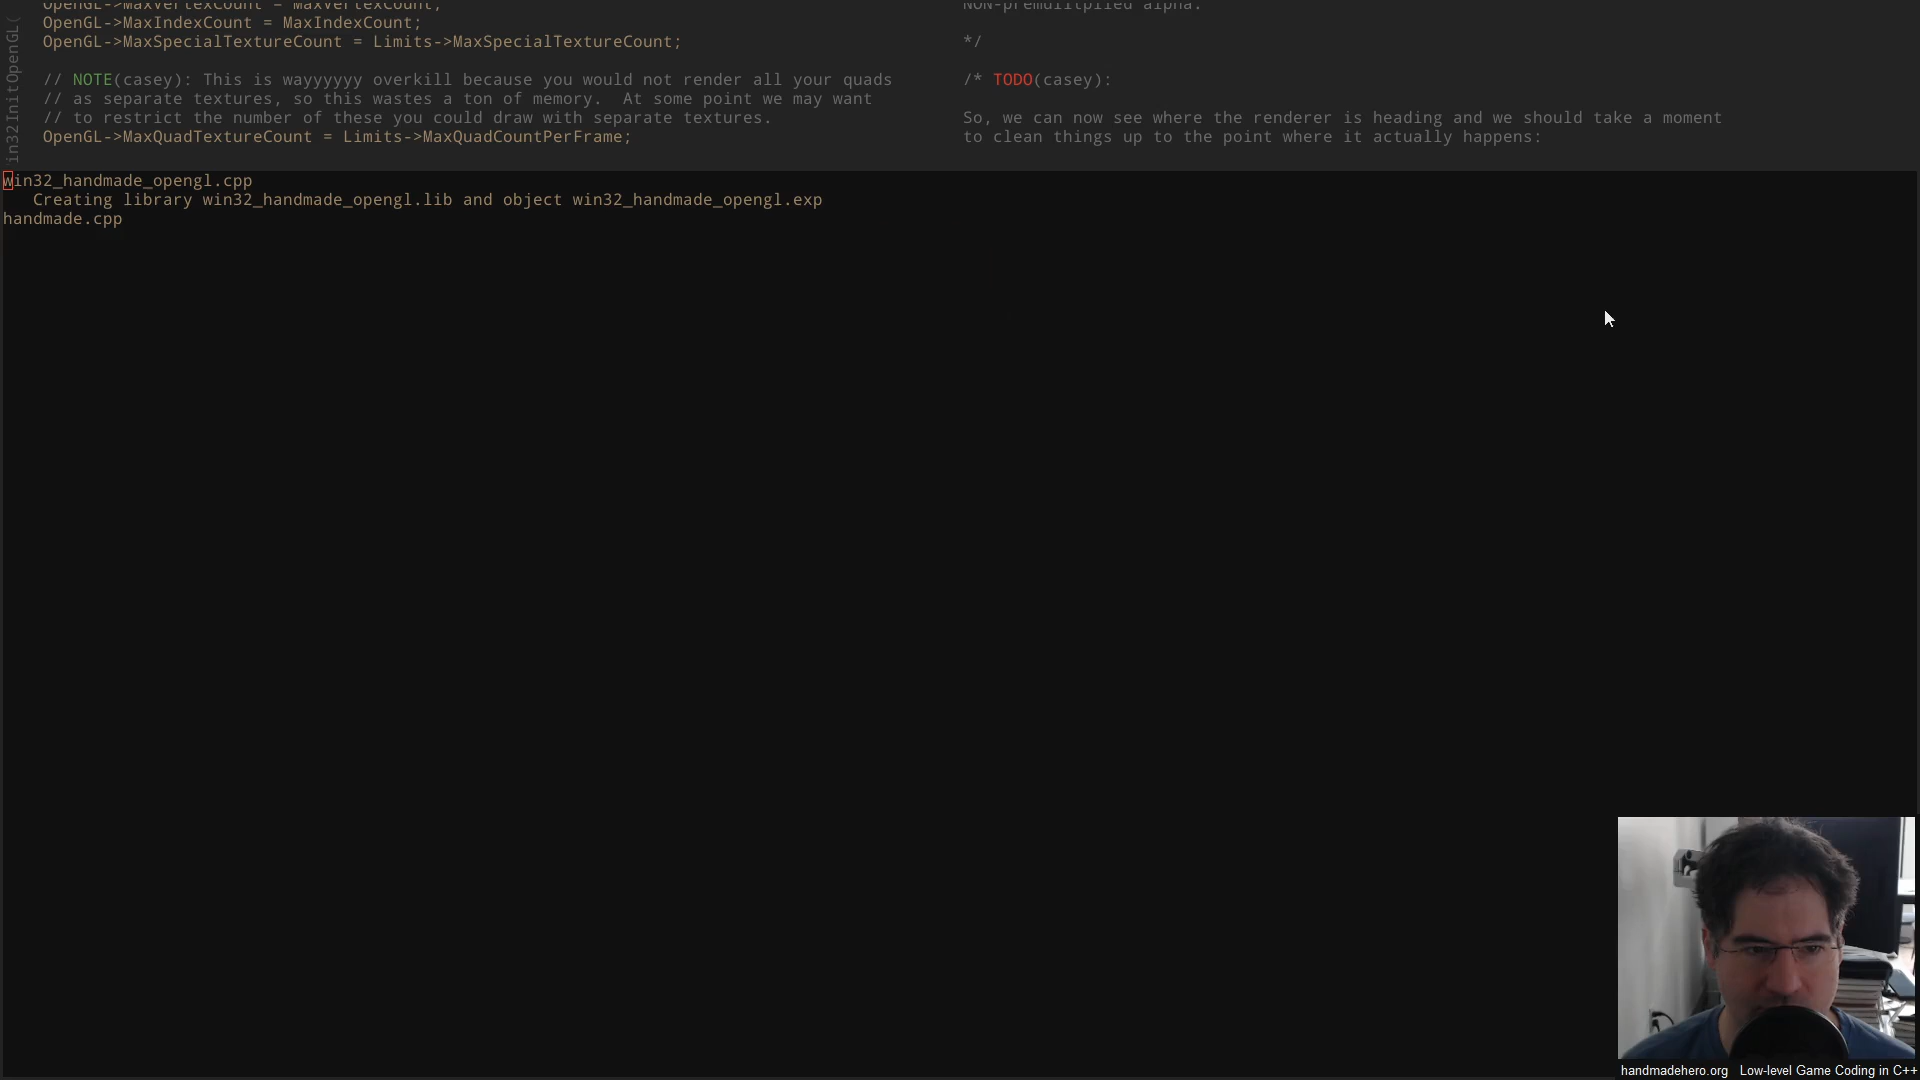 OpenGL->MaxVertexCount = MaxVertexCount;
OpenGL->MaxIndexCount = MaxIndexCount;
OpenGL->MaxSpecialTextureCount = Limits->MaxSpecialTextureCount;
// NOTE(casey): This is wayyyyyy overkill because you would not render all your quads
// as separate textures, so this wastes a ton of memory.  At some point we may want
// to restrict the number of these you could draw with separate textures.
OpenGL->MaxQuadTextureCount = Limits->MaxQuadCountPerFrame;
in32InitOpenGL(
*/
/* TODO(casey):
So, we can now see where the renderer is heading and we should take a moment
to clean things up to the point where it actually happens:
win32_handmade_opengl.cpp
   Creating library win32_handmade_opengl.lib and object win32_handmade_opengl.exp
handmade.cpp
handmadehero.org   Low-level Game Coding in C++